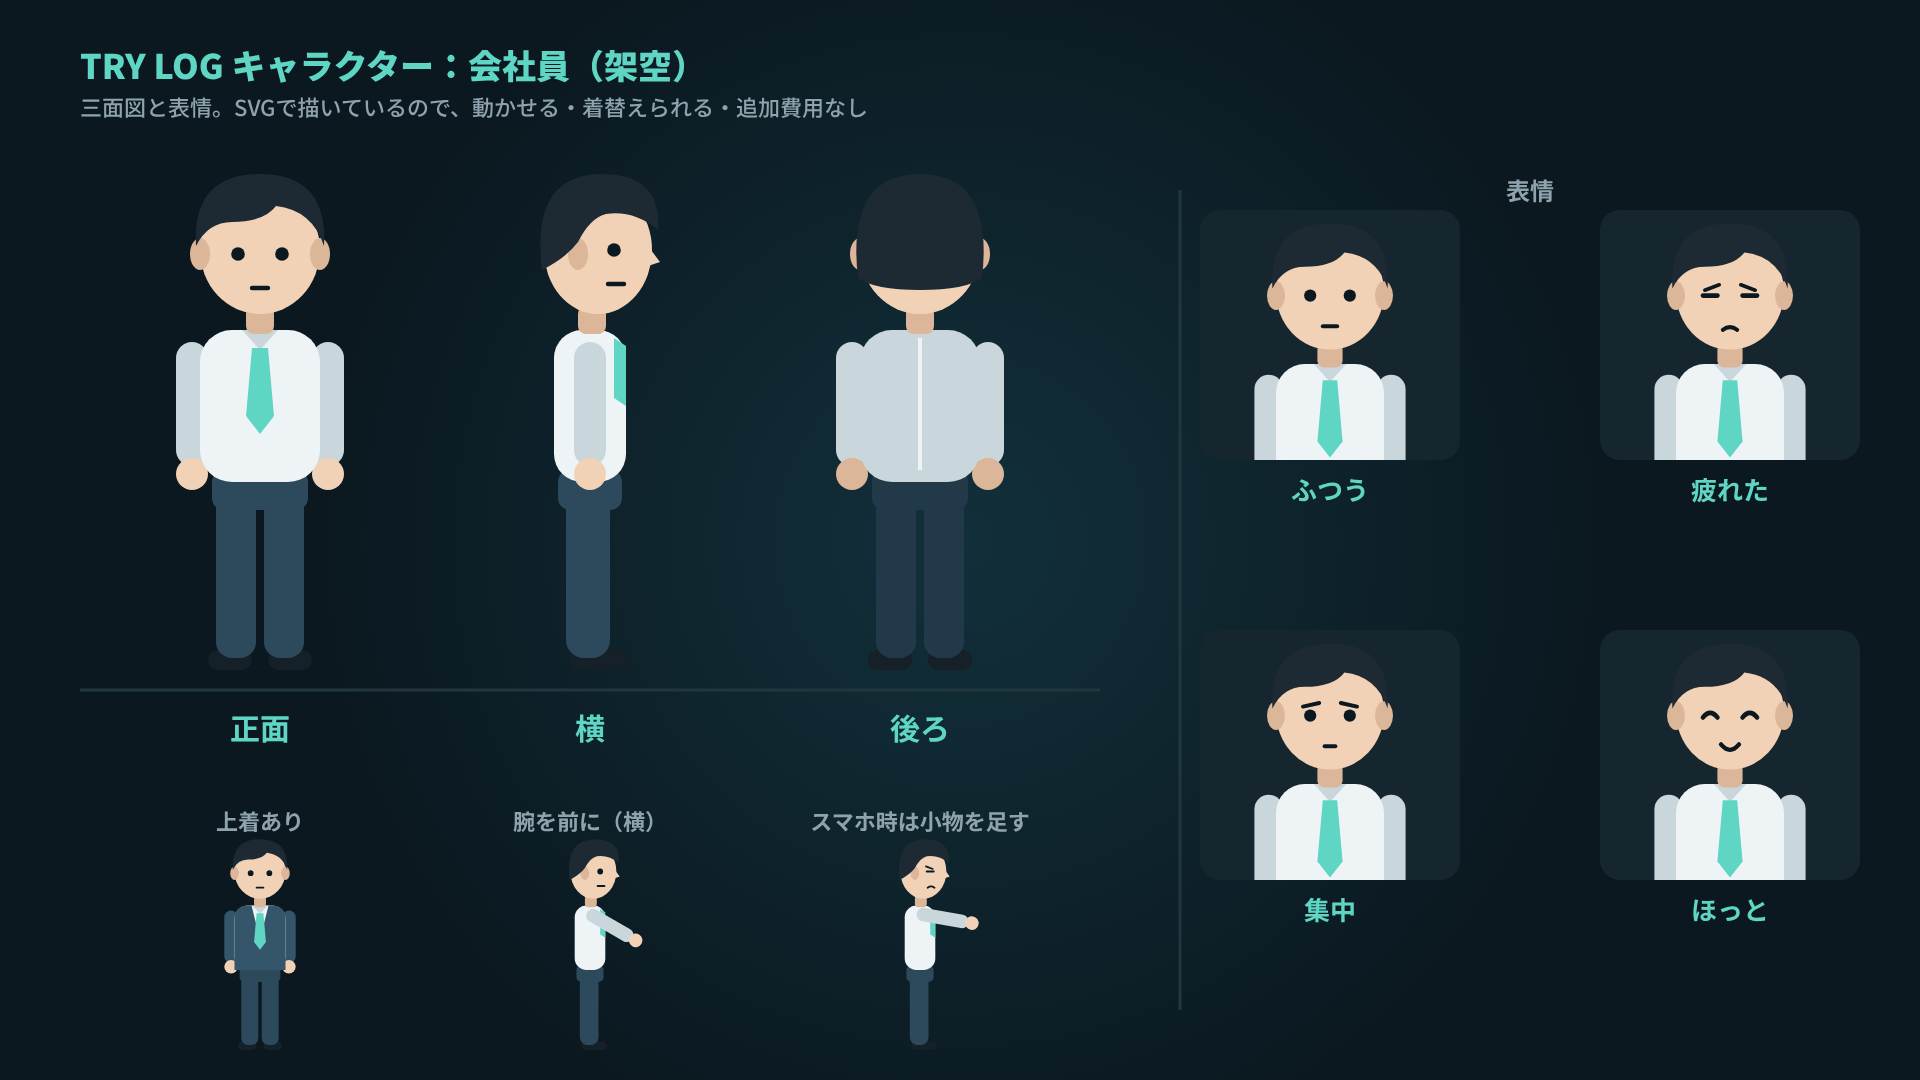 TRY LOG キャラクター：会社員（架空）
三面図と表情。SVGで描いているので、動かせる・着替えられる・追加費用なし
表情
ふつう
疲れた
正面
横
後ろ
上着あり
腕を前に（横）
スマホ時は小物を足す
集中
ほっと